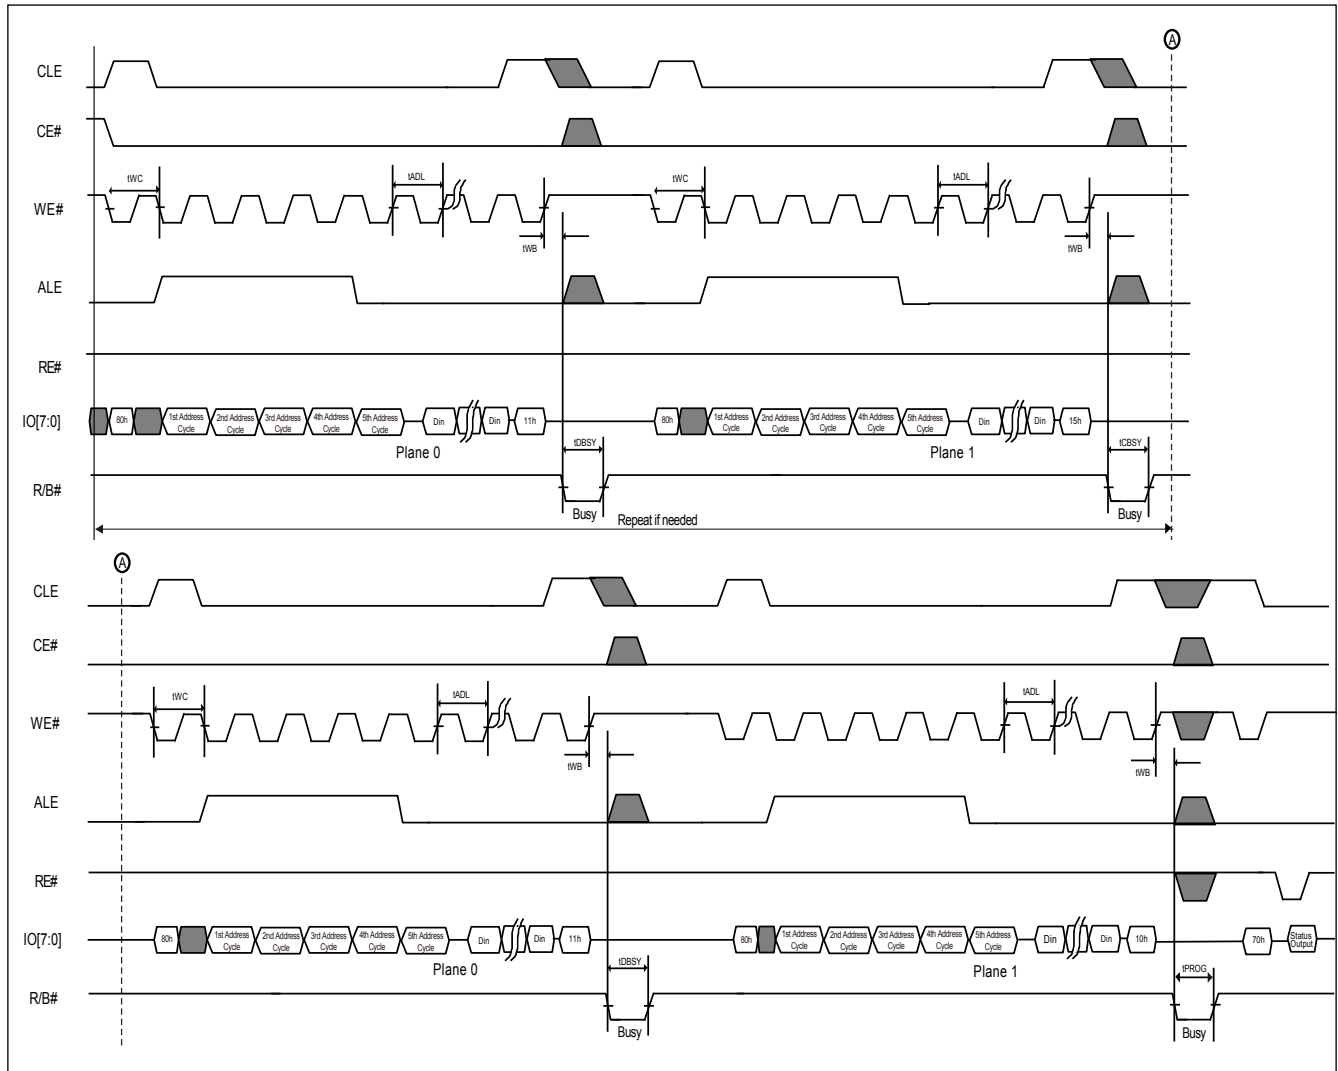 A
CLE
CE#
tWC tADL tWC tADL
WE#
tWB tWB
ALE
RE#
IO[7:0] 80h 1st Address Cycle 2nd Address Cycle 3rd Address Cycle 4th Address Cycle 5th Address Cycle Din Din 11h 80h 1st Address Cycle 2nd Address Cycle 3rd Address Cycle 4th Address Cycle 5th Address Cycle Din Din 15h
tDBSY tCBSY
Plane 0 Plane 1
R/B#
Busy Busy
Repeat if needed
A
CLE
CE#
tWC tADL tADL
WE#
tWB tWB
ALE
RE#
IO[7:0] 80h 1st Address Cycle 2nd Address Cycle 3rd Address Cycle 4th Address Cycle 5th Address Cycle Din Din 11h 80h 1st Address Cycle 2nd Address Cycle 3rd Address Cycle 4th Address Cycle 5th Address Cycle Din Din 10h 70h Status Output
tDBSY tPROG
Plane 0 Plane 1
R/B#
Busy Busy